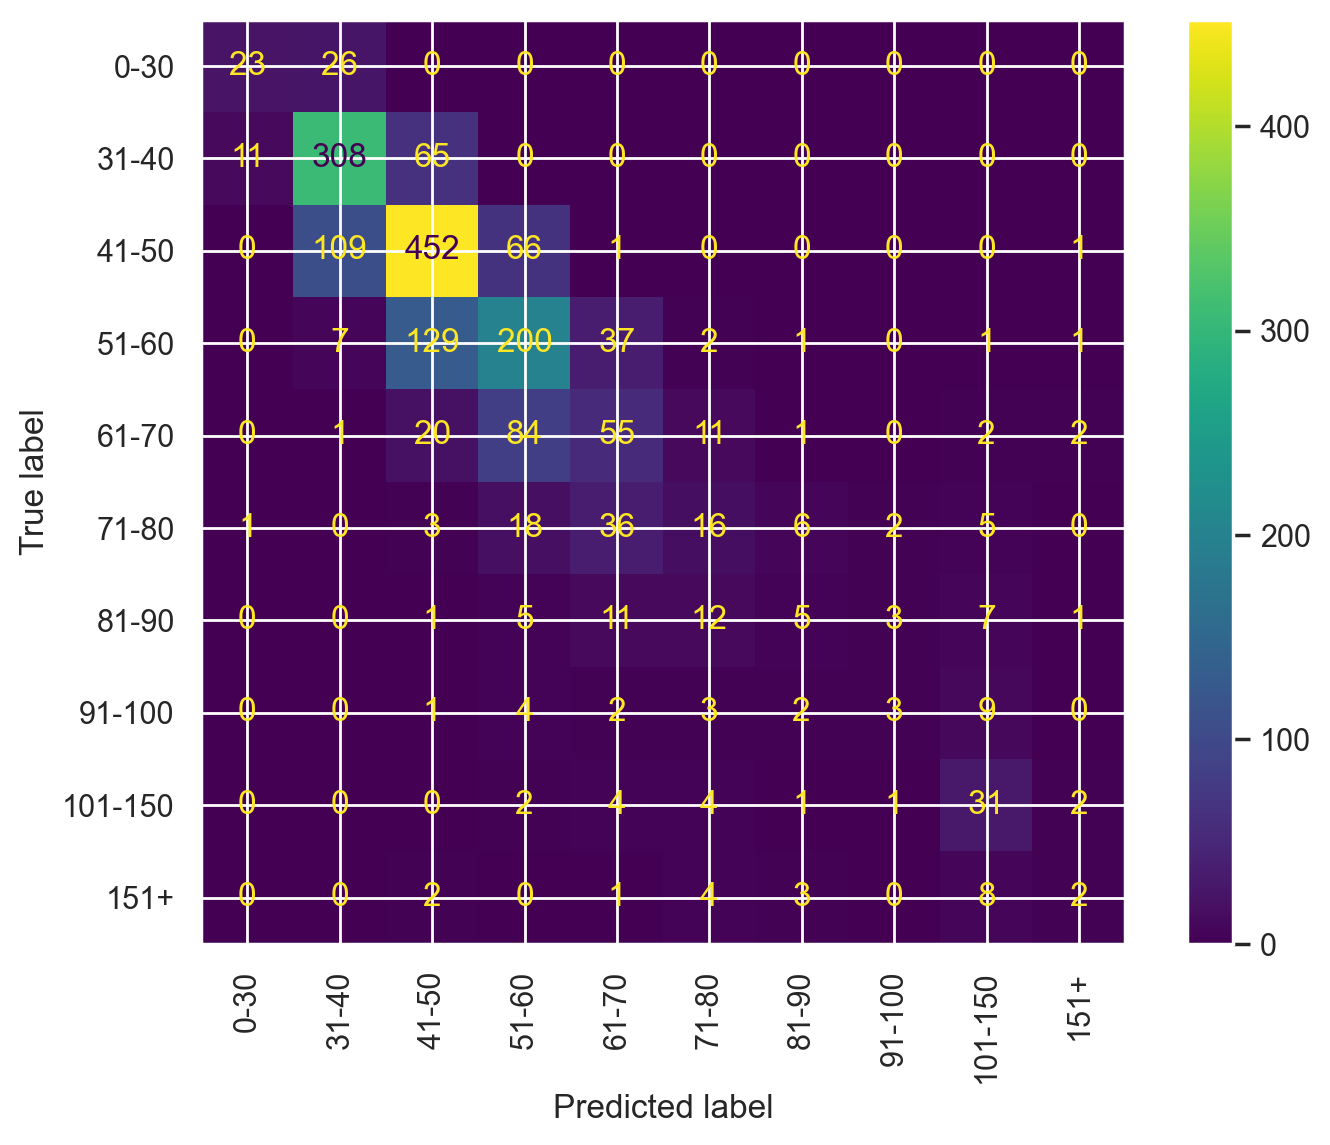 0-30 23 26 0 0 0 0 0 0 0 0
31-40 11 308 65 0 0 0 0 0 0 0
41-50 0 109 452 66 1 0 0 0 0 1
51-60 0 7 129 200 37 2 1 0 1 1
61-70 0 1 20 84 55 11 1 0 2 2
71-80 1 0 3 18 36 16 6 2 5 0
81-90 0 0 1 5 11 12 5 3 7 1
91-100 0 0 1 4 2 3 2 3 9 0
101-150 0 0 0 2 4 4 1 1 31 2
151+ 0 0 2 0 1 4 3 0 8 2
True label
0-30 31-40 41-50 51-60 61-70 71-80 81-90 91-100 101-150 151+
Predicted label
400
300
200
100
0